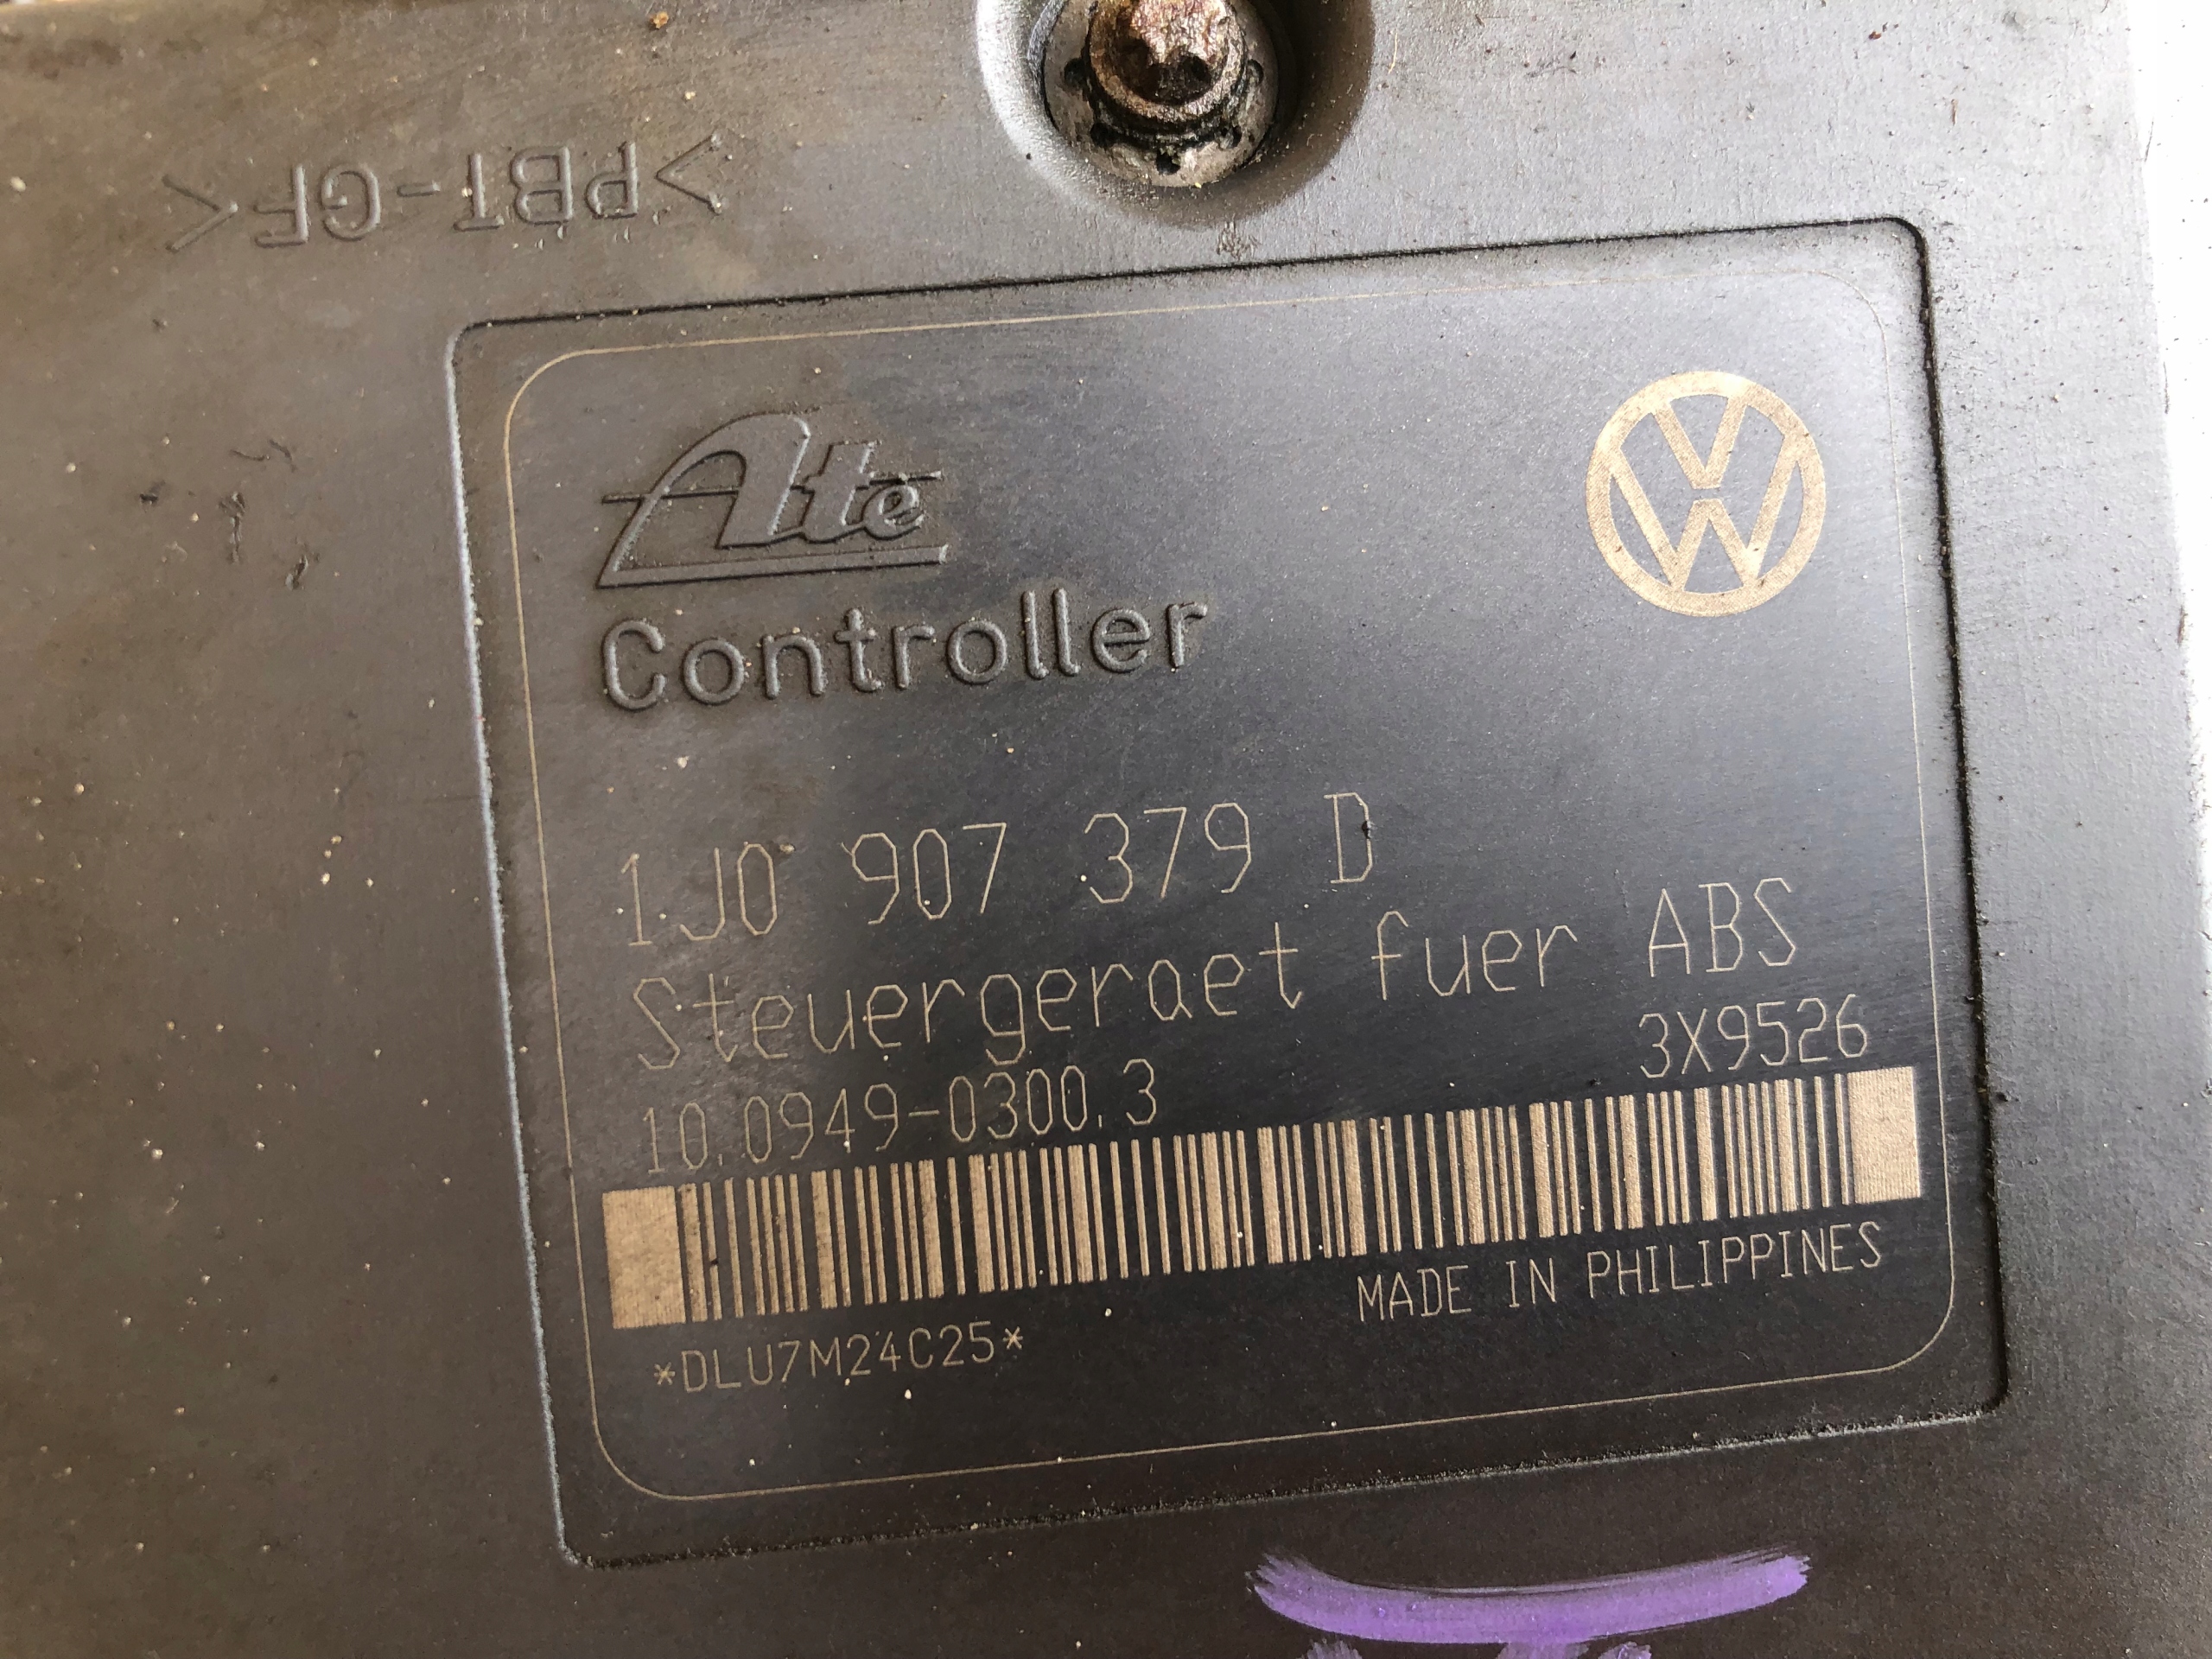 >PBT-GF<
Ate
Controller
1J0 907 379 D
Steuergeraet fuer ABS
10.0949-0300.3 3X9526
MADE IN PHILIPPINES
*DLU7M24C25*